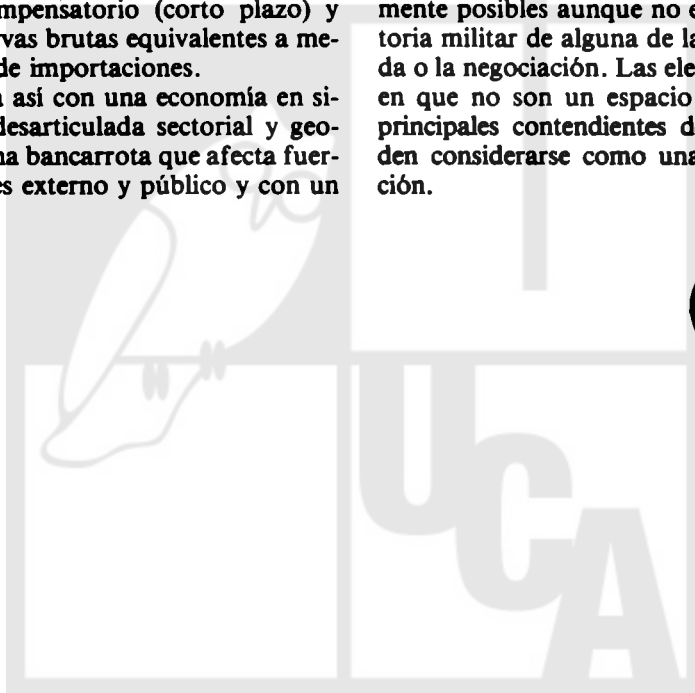 mpensatorio (corto plazo) y
vas brutas equivalentes a me-
de importaciones.
así con una economía en si-
desarticulada sectorial y geo-
a bancarrota que afecta fuer-
es externo y público y con un
mente posibles aunque no
toria militar de alguna de la
da o la negociación. Las ele
en que no son un espacio
principales contendientes d
den considerarse como una
ción.
UCA